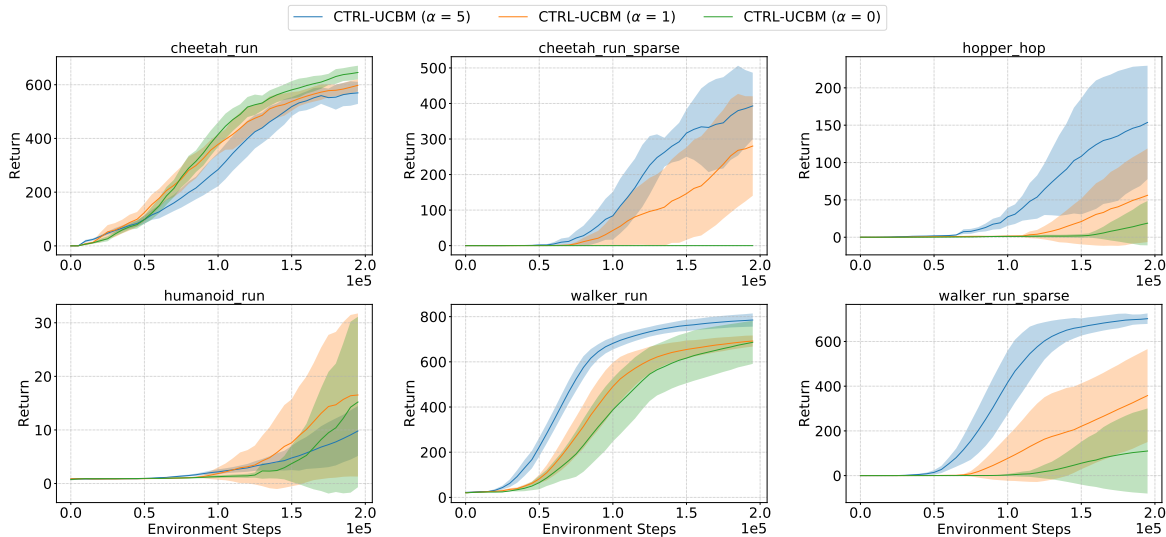 CTRL-UCBM (α = 5) CTRL-UCBM (α = 1) CTRL-UCBM (α = 0)
cheetah_run cheetah_run_sparse hopper_hop
Return
600
400
200
0
0.0 0.5 1.0 1.5 2.0
1e5
Return
500
400
300
200
100
0
0.0 0.5 1.0 1.5 2.0
1e5
Return
200
150
100
50
0
0.0 0.5 1.0 1.5 2.0
1e5
humanoid_run walker_run walker_run_sparse
Return
30
20
10
0
0.0 0.5 1.0 1.5 2.0
Environment Steps 1e5
Return
800
600
400
200
0
0.0 0.5 1.0 1.5 2.0
Environment Steps 1e5
Return
600
400
200
0
0.0 0.5 1.0 1.5 2.0
Environment Steps 1e5